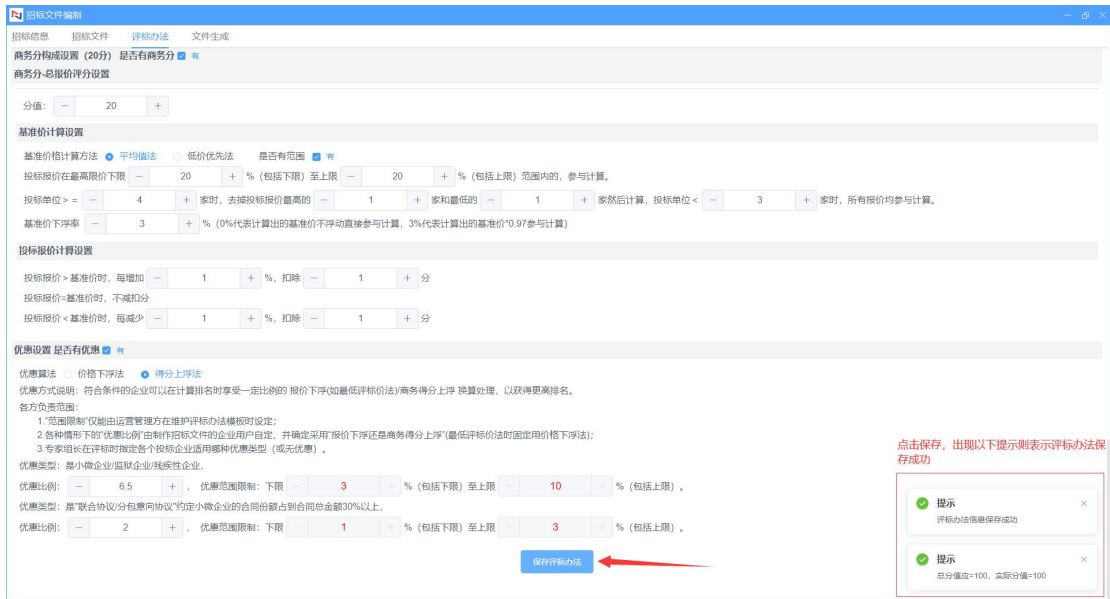 招标文件编制
招标信息 招标文件 评标办法 文件生成
商务分构成设置（20分） 是否有商务分 有
商务分-总报价评分设置
分值： － 20 ＋
基准价计算设置
基准价格计算方法 平均值法 低价优先法 是否有范围 有
投标报价在最高限价下限 － 20 ＋ %（包括下限）至上限 － 20 ＋ %（包括上限）范围内的，参与计算。
投标单位> = － 4 ＋ 家时，去掉投标报价最高的 － 1 ＋ 家和最低的 － 1 ＋ 家然后计算，投标单位 < － 3 ＋ 家时，所有报价均参与计算。
基准价下浮率 － 3 ＋ %（0%代表计算出的基准价不浮动直接参与计算，3%代表计算出的基准价*0.97参与计算）
投标报价计算设置
投标报价 > 基准价时，每增加 － 1 ＋ %，扣除 － 1 ＋ 分
投标报价=基准价时，不减扣分
投标报价 < 基准价时，每减少 － 1 ＋ %，扣除 － 1 ＋ 分
优惠设置 是否有优惠 有
优惠算法 价格下浮法 得分上浮法
优惠方式说明：符合条件的企业可以在计算排名时享受一定比例的 报价下浮(如最低评标价法)/商务得分上浮 换算处理，以获得更高排名。
各方负责范围：
1."范围限制"仅能由运营管理方在维护评标办法模板时设定；
2.各种情形下的"优惠比例"由制作招标文件的企业用户自定，并确定采用"报价下浮还是商务得分上浮"(最低评标价法时固定用价格下浮法)；
3.专家组长在评标时指定各个投标企业适用哪种优惠类型（或无优惠）。
优惠类型：是小微企业/监狱企业/残疾性企业，
优惠比例： － 6.5 ＋ ，优惠范围限制：下限 － 3 ＋ %（包括下限）至上限 － 10 ＋ %（包括上限）。
优惠类型：是"联合协议/分包意向协议"约定小微企业的合同份额占到合同总金额30%以上，
优惠比例： － 2 ＋ ，优惠范围限制：下限 － 1 ＋ %（包括下限）至上限 － 3 ＋ %（包括上限）。
保存评标办法
点击保存，出现以下提示则表示评标办法保
存成功
提示
评标办法信息保存成功
提示
总分值应=100，实际分值=100